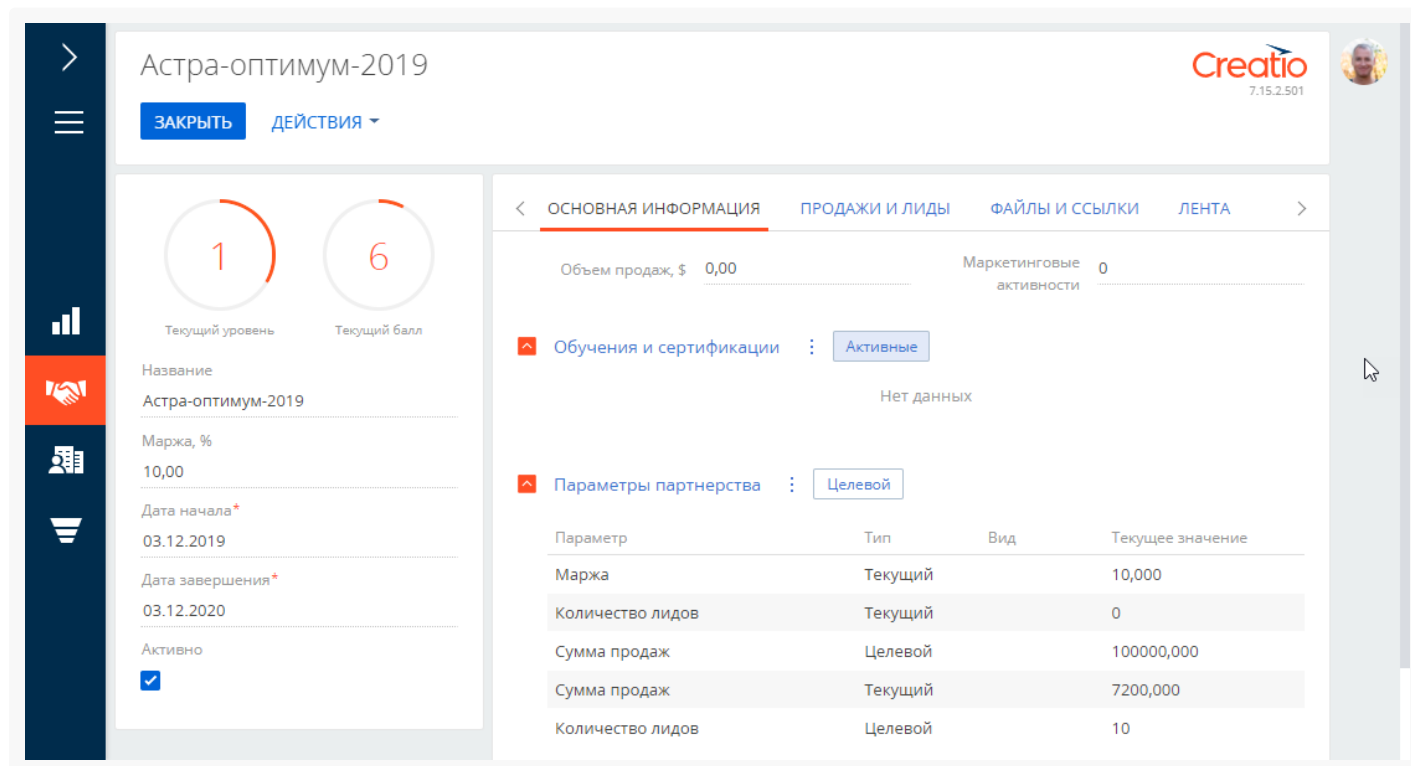 Астра-оптимум-2019
Creatio
7.15.2.501
ЗАКРЫТЬ ДЕЙСТВИЯ
1 6
Текущий уровень Текущий балл
Название
Астра-оптимум-2019
Маржа, %
10,00
Дата начала*
03.12.2019
Дата завершения*
03.12.2020
Активно
ОСНОВНАЯ ИНФОРМАЦИЯ ПРОДАЖИ И ЛИДЫ ФАЙЛЫ И ССЫЛКИ ЛЕНТА
Объем продаж, $ 0,00
Маркетинговые
активности
0
Обучения и сертификации Активные
Нет данных
Параметры партнерства Целевой
Параметр Тип Вид Текущее значение
Маржа Текущий 10,000
Количество лидов Текущий 0
Сумма продаж Целевой 100000,000
Сумма продаж Текущий 7200,000
Количество лидов Целевой 10